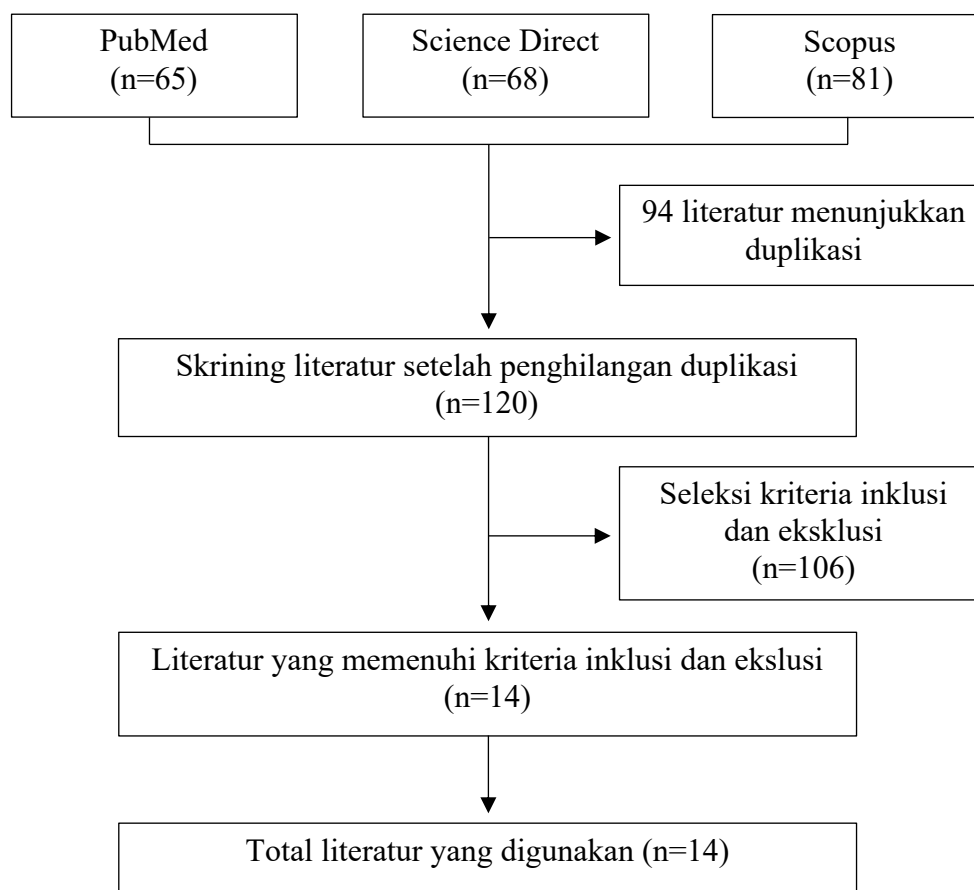 PubMed
(n=65)
Science Direct
(n=68)
Scopus
(n=81)
94 literatur menunjukkan
duplikasi
Skrining literatur setelah penghilangan duplikasi
(n=120)
Seleksi kriteria inklusi
dan eksklusi
(n=106)
Literatur yang memenuhi kriteria inklusi dan ekslusi
(n=14)
Total literatur yang digunakan (n=14)